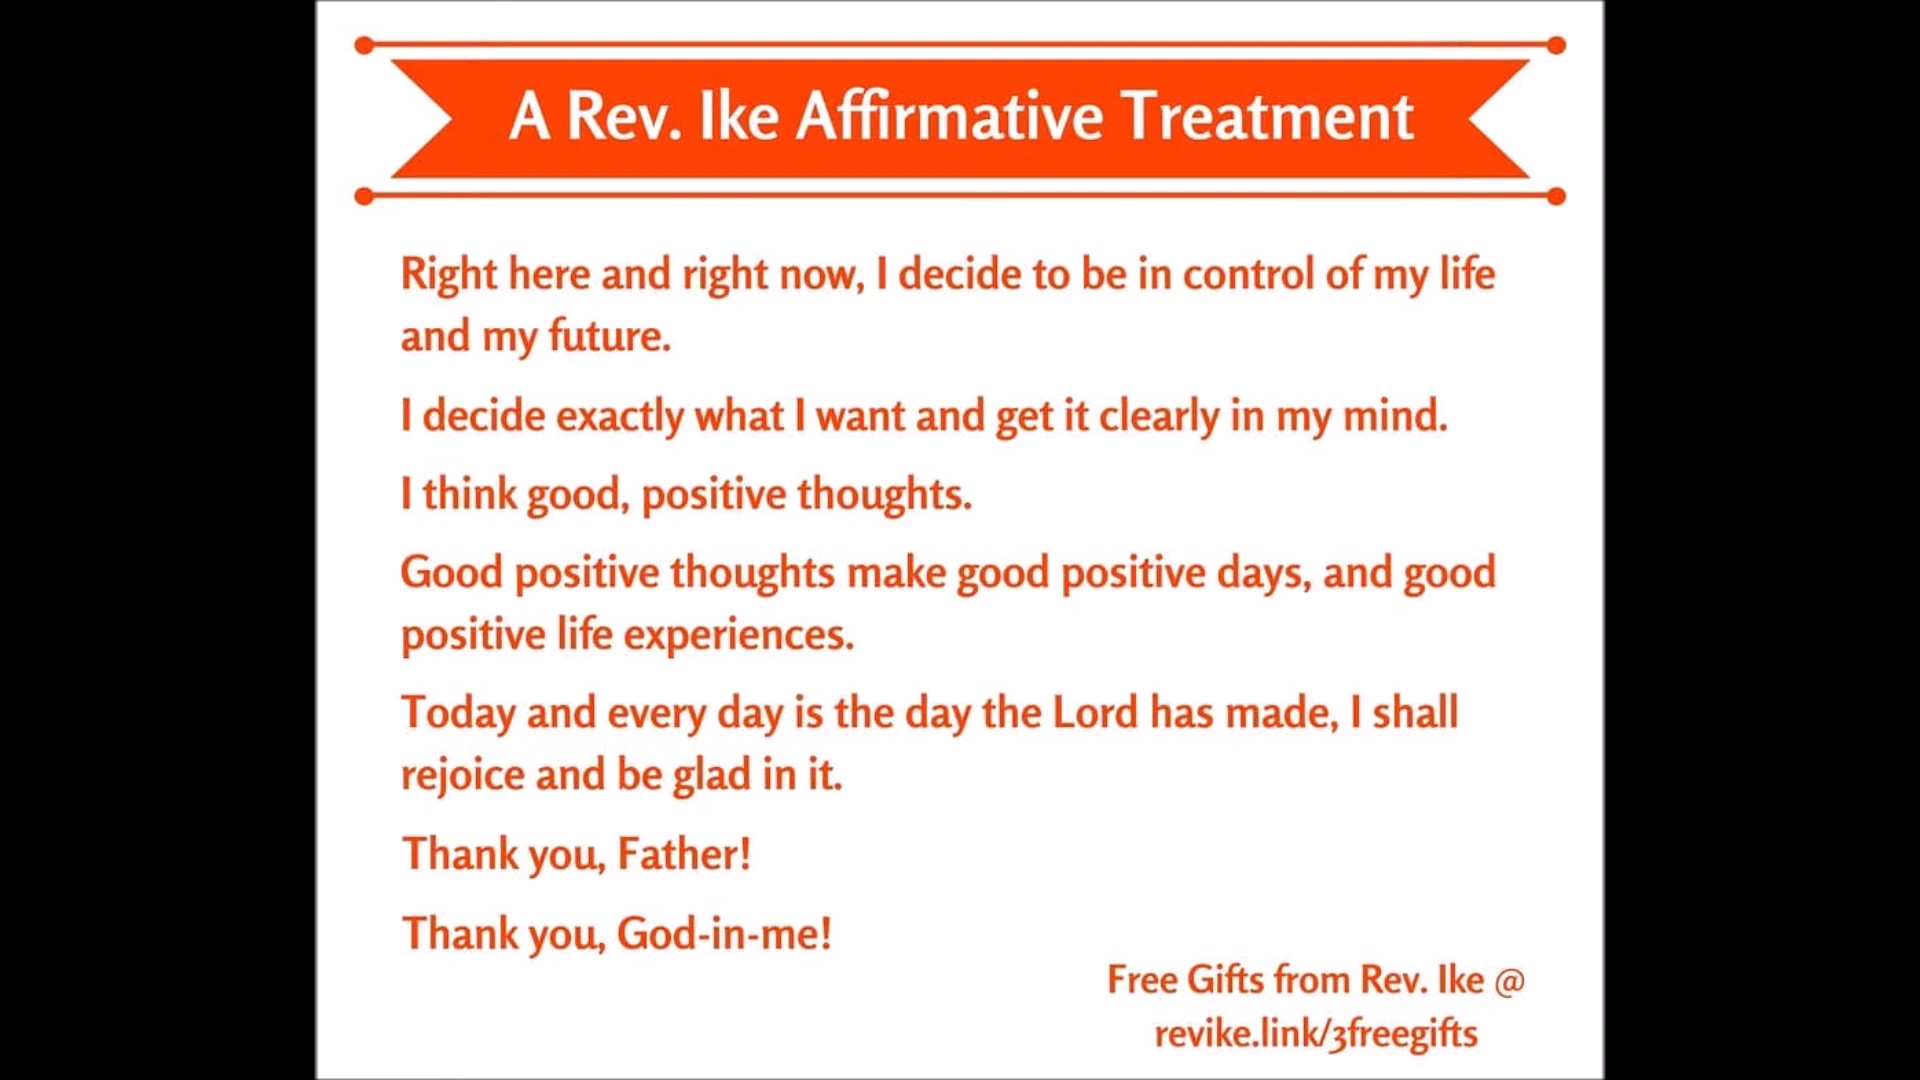 A Rev. Ike Affirmative Treatment
Right here and right now, I decide to be in control of my life
and my future.
I decide exactly what I want and get it clearly in my mind.
I think good, positive thoughts.
Good positive thoughts make good positive days, and good
positive life experiences.
Today and every day is the day the Lord has made, I shall
rejoice and be glad in it.
Thank you, Father!
Thank you, God-in-me!
Free Gifts from Rev. Ike @
revike.link/3freegifts